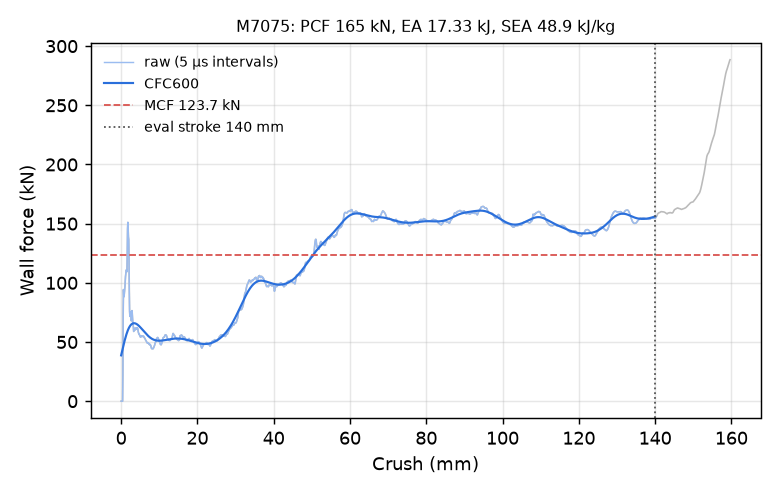 M7075: PCF 165 kN, EA 17.33 kJ, SEA 48.9 kJ/kg
raw (5 µs intervals)
CFC600
MCF 123.7 kN
eval stroke 140 mm
Wall force (kN)
300
250
200
150
100
50
0
0 20 40 60 80 100 120 140 160
Crush (mm)